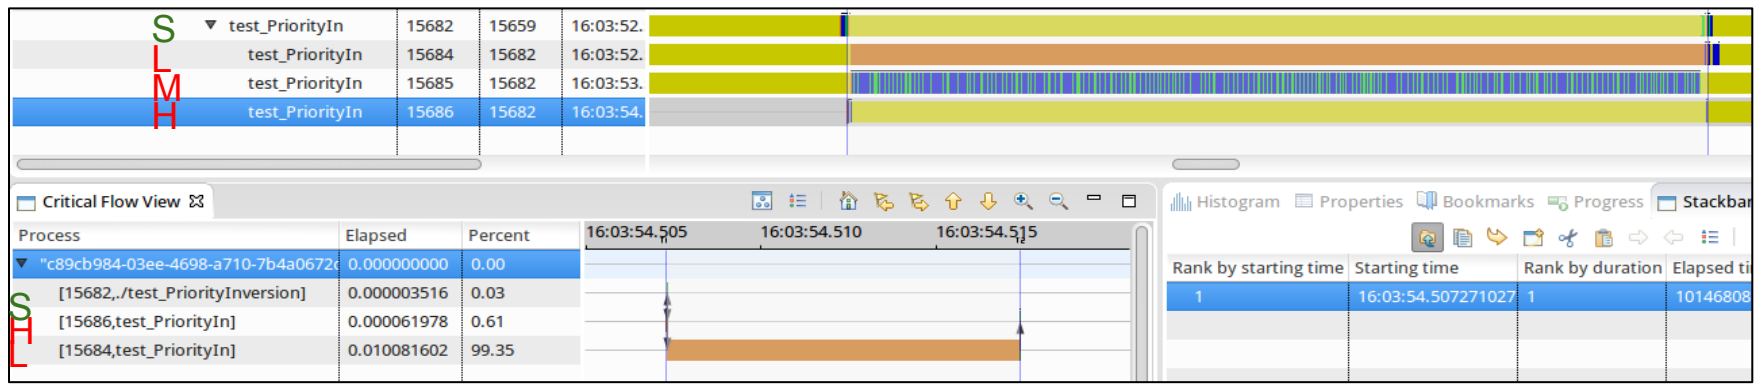 S ▼ test_PriorityIn 15682 15659 16:03:52.
L test_PriorityIn 15684 15682 16:03:52.
M test_PriorityIn 15685 15682 16:03:53.
H test_PriorityIn 15686 15682 16:03:54.
Critical Flow View
Histogram Properties Bookmarks Progress Stackbar
Process Elapsed Percent 16:03:54.505 16:03:54.510 16:03:54.515
Rank by starting time Starting time Rank by duration Elapsed ti
▼ "c89cb984-03ee-4698-a710-7b4a0672c 0.000000000 0.00
1 16:03:54.507271027 1 10146808
S [15682,./test_PriorityInversion] 0.000003516 0.03
H [15686,test_PriorityIn] 0.000061978 0.61
L [15684,test_PriorityIn] 0.010081602 99.35